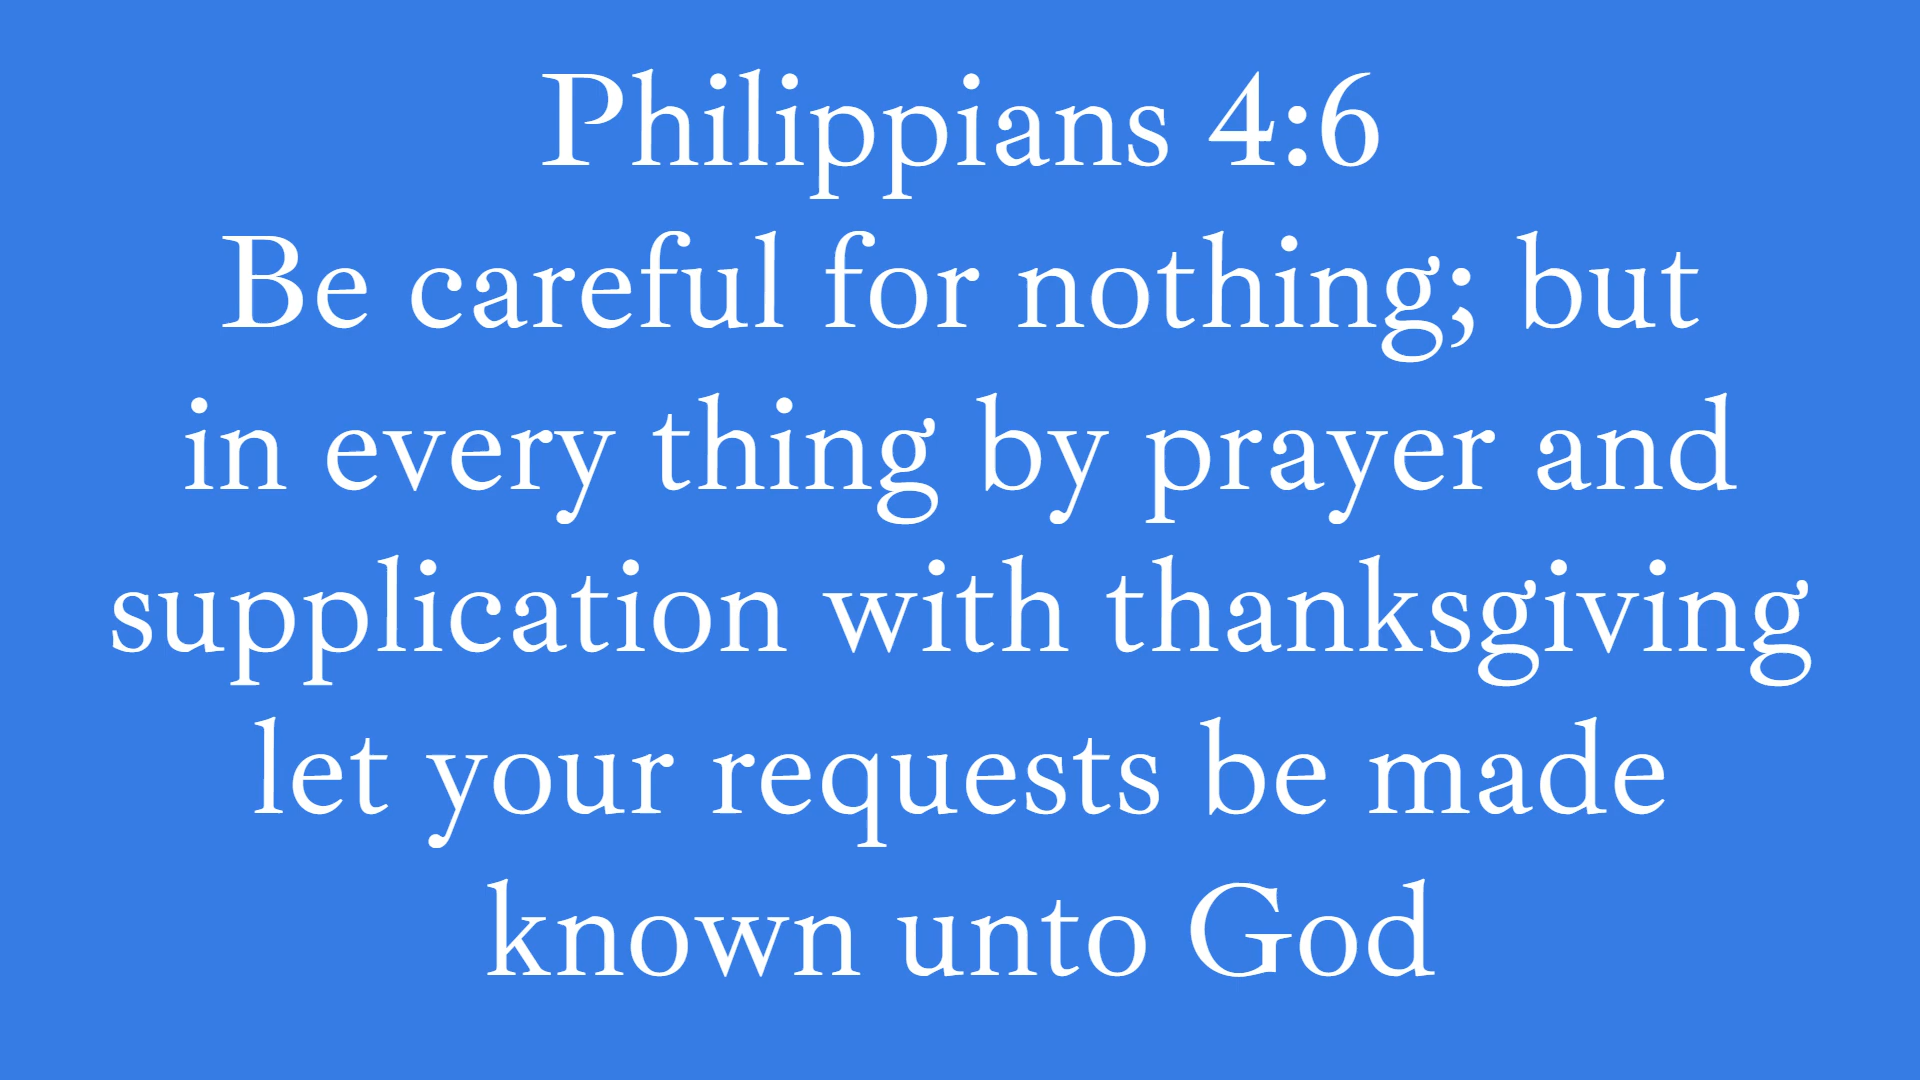 Philippians 4:6
Be careful for nothing; but
in every thing by prayer and
supplication with thanksgiving
let your requests be made
known unto God